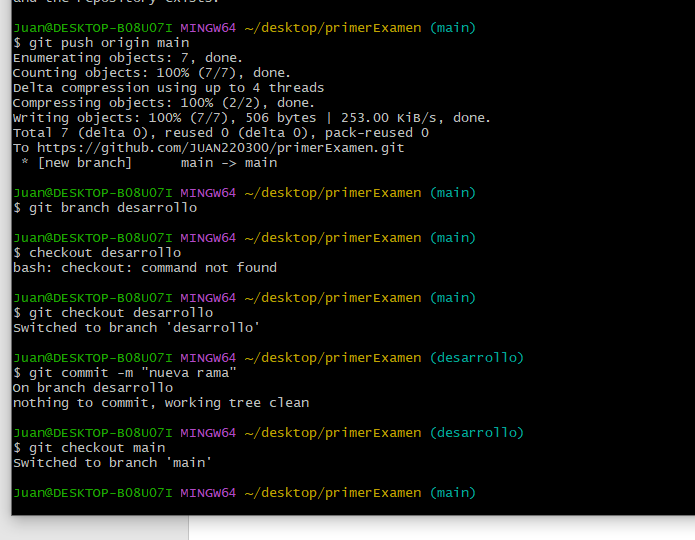 and the repository exists.
Juan@DESKTOP-B08U07I MINGW64 ~/desktop/primerExamen (main)
$ git push origin main
Enumerating objects: 7, done.
Counting objects: 100% (7/7), done.
Delta compression using up to 4 threads
Compressing objects: 100% (2/2), done.
Writing objects: 100% (7/7), 506 bytes | 253.00 KiB/s, done.
Total 7 (delta 0), reused 0 (delta 0), pack-reused 0
To https://github.com/JUAN220300/primerExamen.git
 * [new branch]      main -> main
Juan@DESKTOP-B08U07I MINGW64 ~/desktop/primerExamen (main)
$ git branch desarrollo
Juan@DESKTOP-B08U07I MINGW64 ~/desktop/primerExamen (main)
$ checkout desarrollo
bash: checkout: command not found
Juan@DESKTOP-B08U07I MINGW64 ~/desktop/primerExamen (main)
$ git checkout desarrollo
Switched to branch 'desarrollo'
Juan@DESKTOP-B08U07I MINGW64 ~/desktop/primerExamen (desarrollo)
$ git commit -m "nueva rama"
On branch desarrollo
nothing to commit, working tree clean
Juan@DESKTOP-B08U07I MINGW64 ~/desktop/primerExamen (desarrollo)
$ git checkout main
Switched to branch 'main'
Juan@DESKTOP-B08U07I MINGW64 ~/desktop/primerExamen (main)